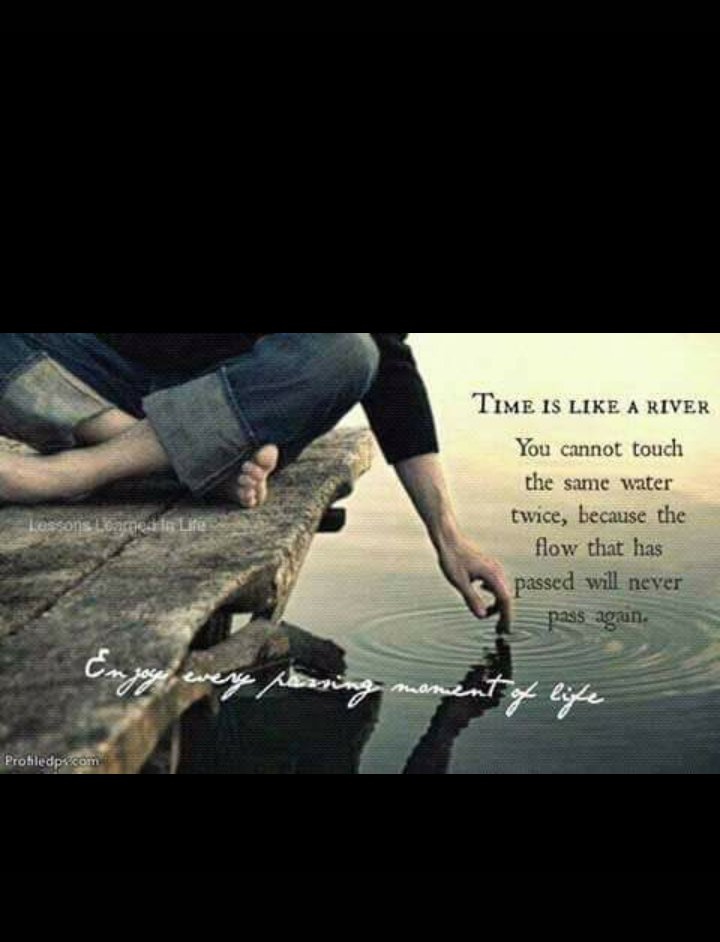 TIME IS LIKE A RIVER
You cannot touch
the same water
twice, because the
flow that has
passed will never
pass again.
Lessons Learned In Life
Enjoy every passing moment of life
Profiledps.com